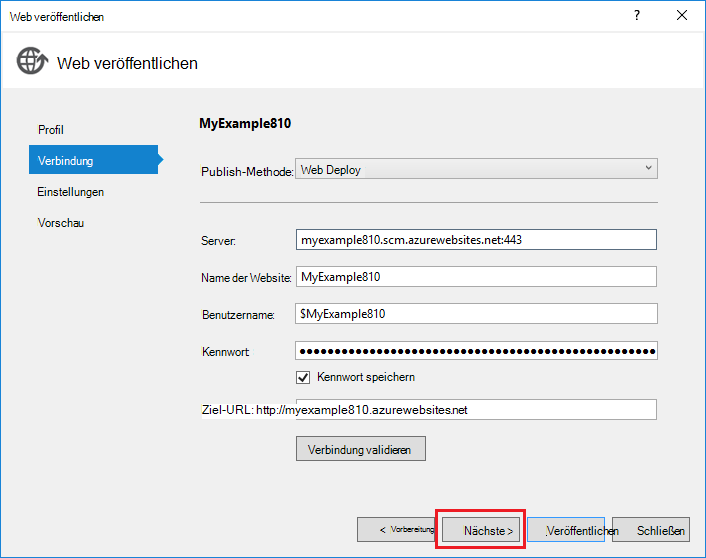 Web veröffentlichen
?
Web veröffentlichen
Profil
Verbindung
Einstellungen
Vorschau
MyExample810
Publish-Methode: Web Deploy
Server: myexample810.scm.azurewebsites.net:443
Name der Website: MyExample810
Benutzername: $MyExample810
Kennwort
Kennwort speichern
Ziel-URL: http://myexample810.azurewebsites.net
Verbindung validieren
< Vorbereitung
Nächste >
Veröffentlichen
Schließen